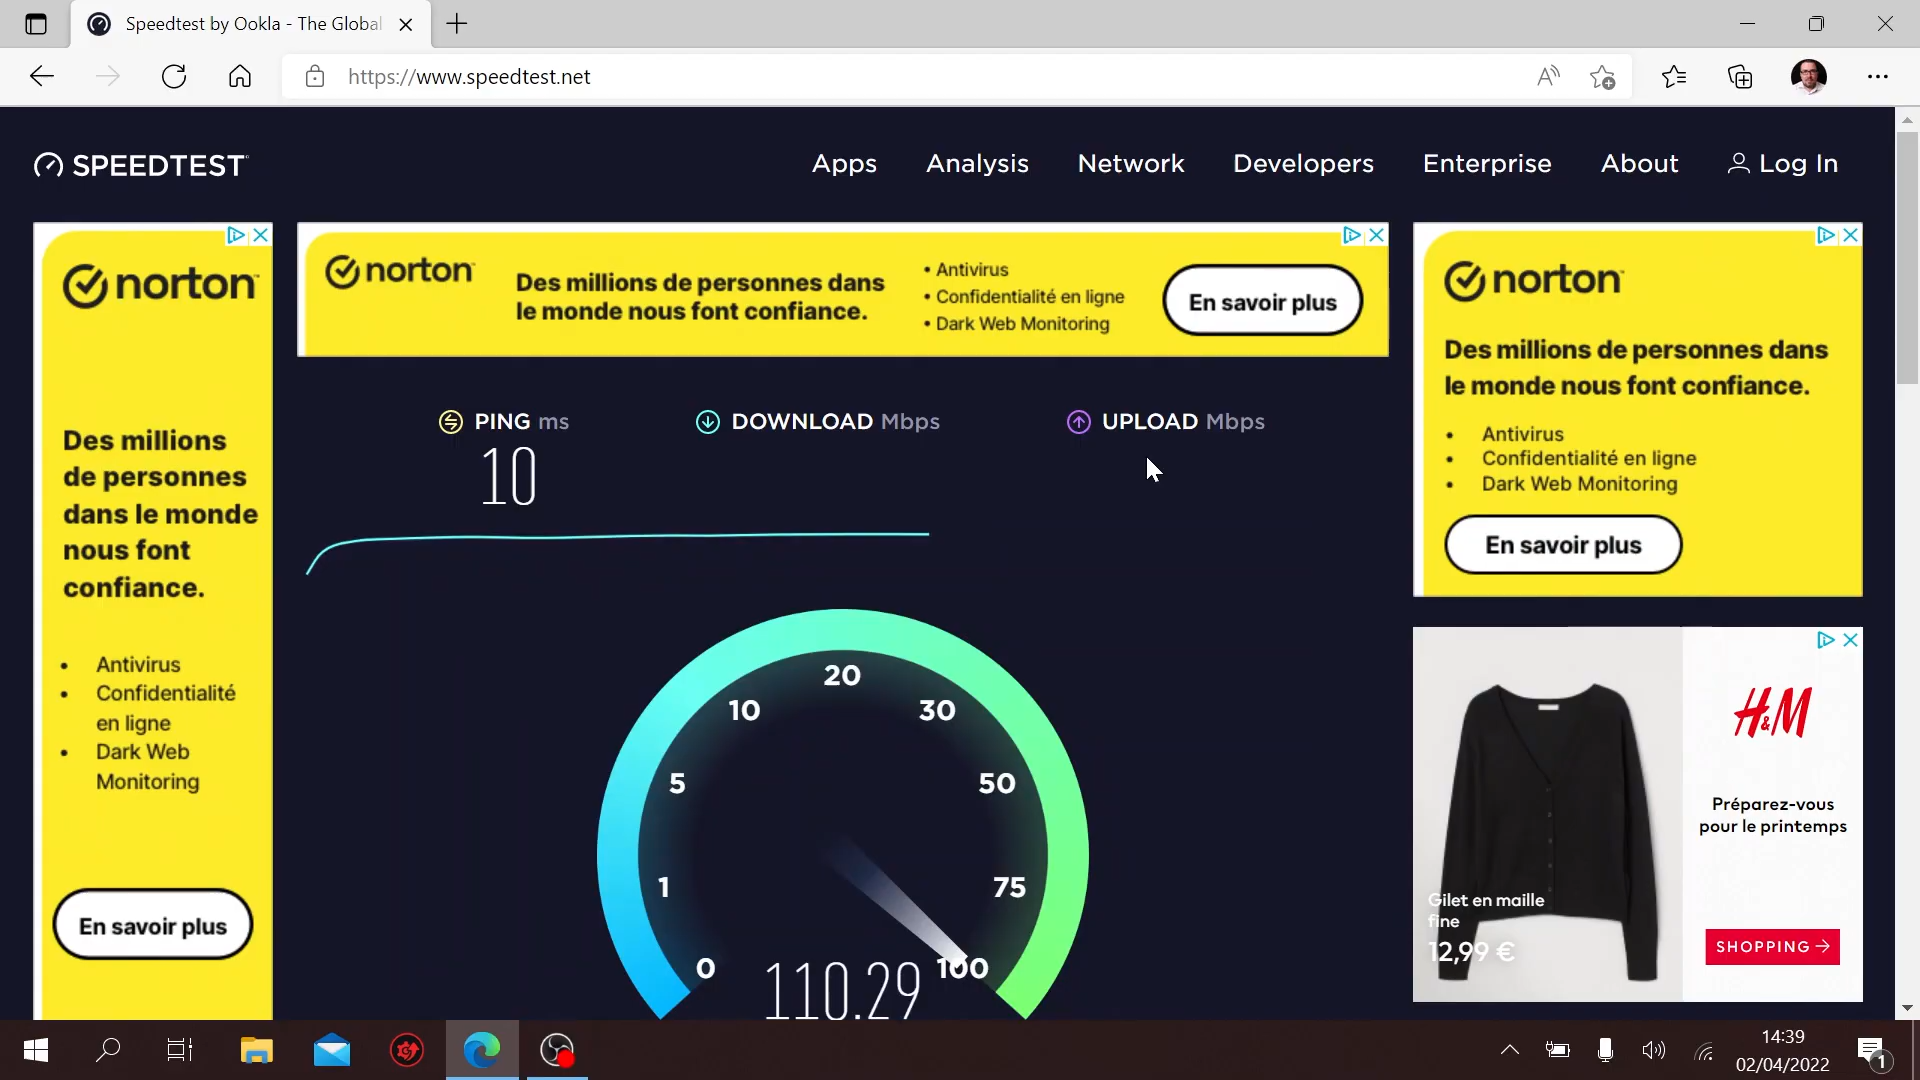 Speedtest by Ookla - The Global
https://www.speedtest.net
SPEEDTEST
Apps
Analysis
Network
Developers
Enterprise
About
Log In
norton
Des millions
de personnes
dans le monde
nous font
confiance.
• Antivirus
• Confidentialité
en ligne
• Dark Web
Monitoring
En savoir plus
norton
Des millions de personnes dans
le monde nous font confiance.
• Antivirus
• Confidentialité en ligne
• Dark Web Monitoring
En savoir plus
norton
Des millions de personnes dans
le monde nous font confiance.
• Antivirus
• Confidentialité en ligne
• Dark Web Monitoring
En savoir plus
PING ms
10
DOWNLOAD Mbps
UPLOAD Mbps
0
1
5
10
20
30
50
75
100
110.29
H&M
Préparez-vous
pour le printemps
Gilet en maille
fine
12,99 €
SHOPPING →
14:39
02/04/2022
1